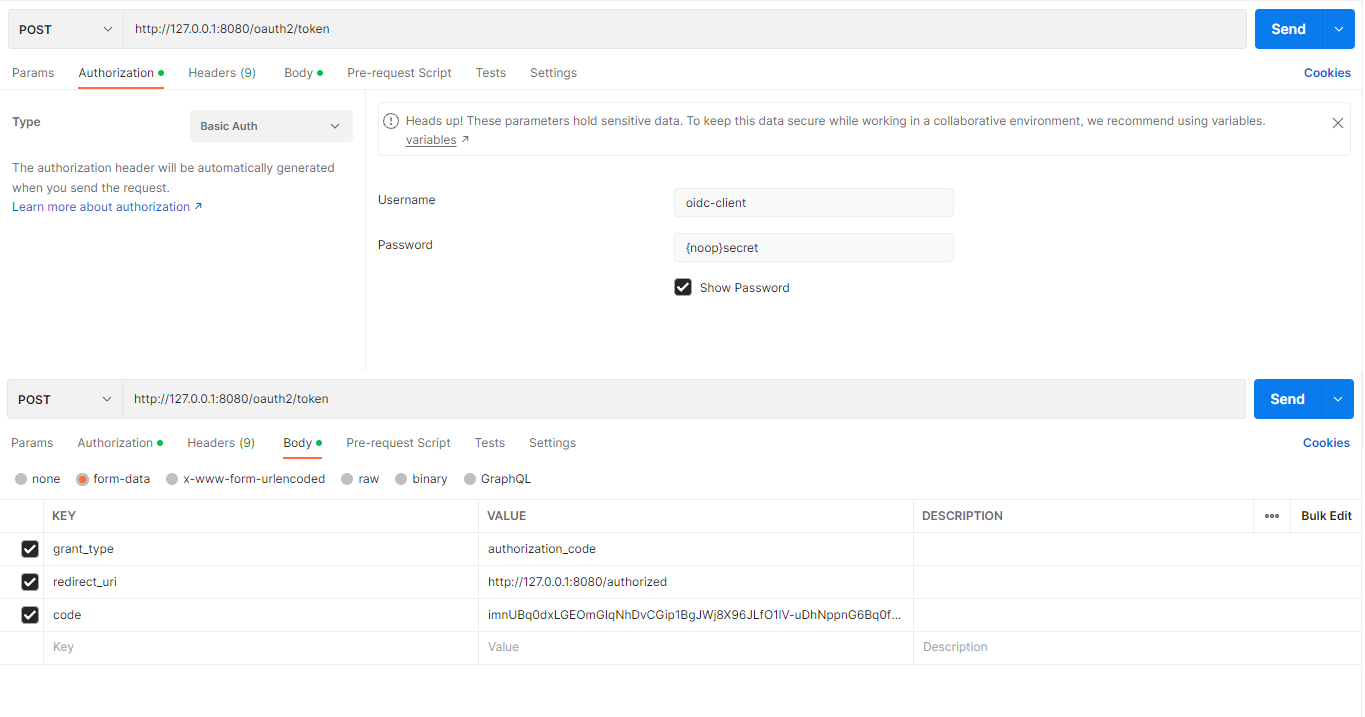 POST http://127.0.0.1:8080/oauth2/token Send
Params Authorization Headers (9) Body Pre-request Script Tests Settings Cookies
Type Basic Auth
The authorization header will be automatically generated
when you send the request.
Learn more about authorization ↗
Heads up! These parameters hold sensitive data. To keep this data secure while working in a collaborative environment, we recommend using variables.
variables ↗
Username oidc-client
Password {noop}secret
Show Password
POST http://127.0.0.1:8080/oauth2/token Send
Params Authorization Headers (9) Body Pre-request Script Tests Settings Cookies
none form-data x-www-form-urlencoded raw binary GraphQL
KEY VALUE DESCRIPTION ••• Bulk Edit
grant_type authorization_code
redirect_uri http://127.0.0.1:8080/authorized
code imnUBq0dxLGEOmGIqNhDvCGip1BgJWj8X96JLfO1IV-uDhNppnG6Bq0f...
Key Value Description